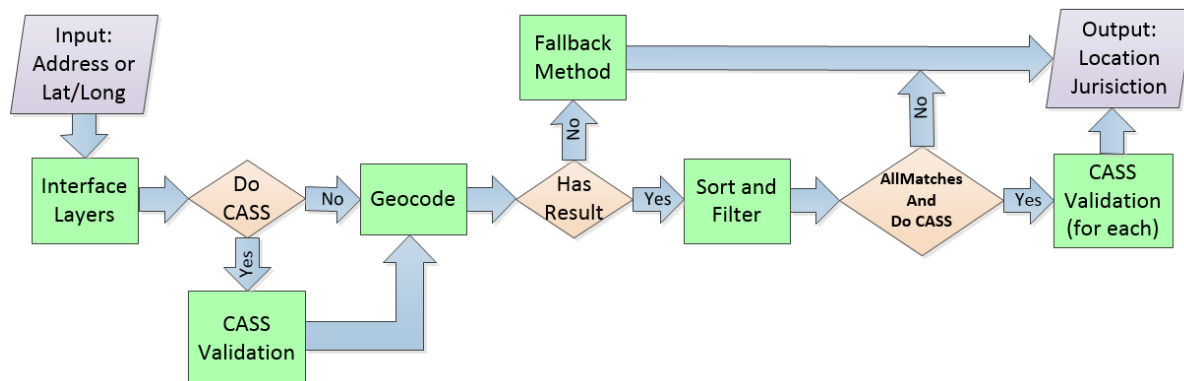 Input:
Address or
Lat/Long
Interface
Layers
Do
CASS
No
Yes
CASS
Validation
Geocode
Has
Result
No
Fallback
Method
Yes
Sort and
Filter
AllMatches
And
Do CASS
No
Yes
CASS
Validation
(for each)
Output:
Location
Jurisiction